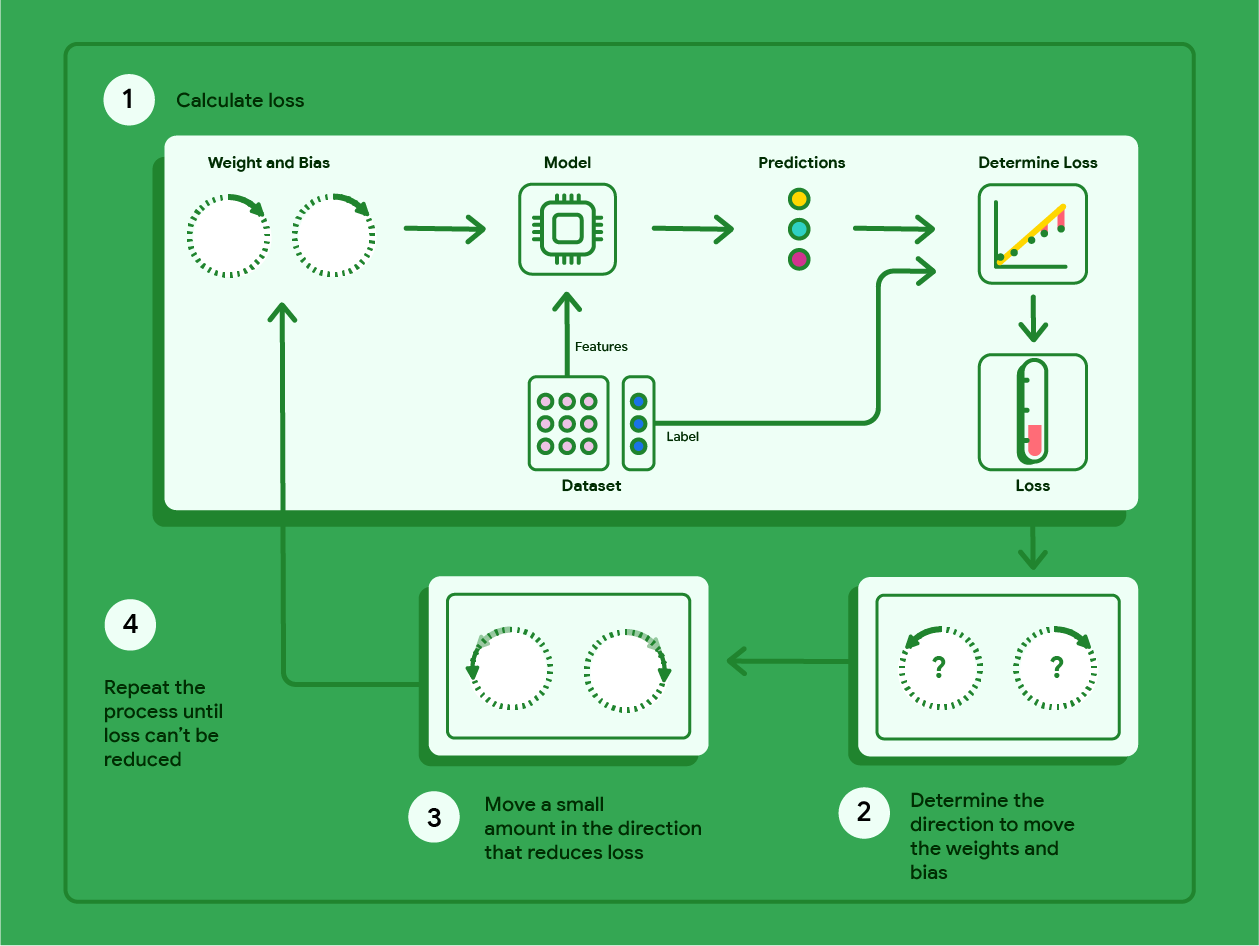 1
Calculate loss
Weight and Bias
Model
Predictions
Determine Loss
Features
Label
Dataset
Loss
4
Repeat the
process until
loss can't be
reduced
? ?
3
Move a small
amount in the direction
that reduces loss
2
Determine the
direction to move
the weights and
bias